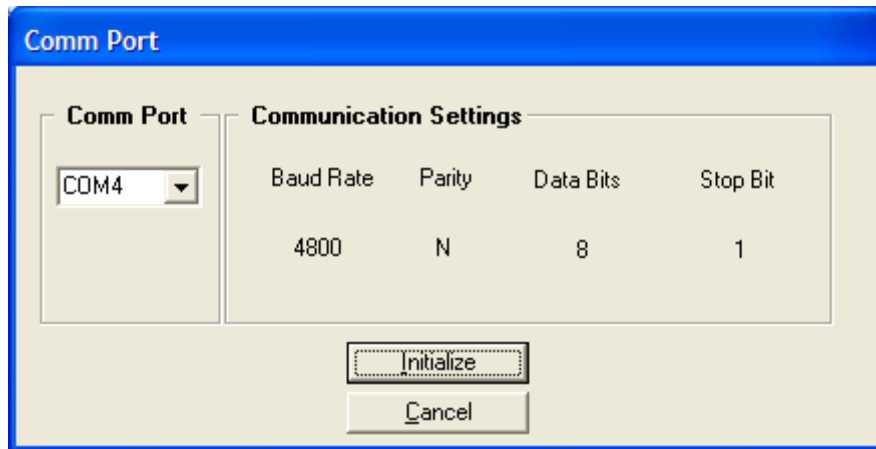 Comm Port
Comm Port Communication Settings
COM4 Baud Rate Parity Data Bits Stop Bit
4800 N 8 1
Initialize
Cancel